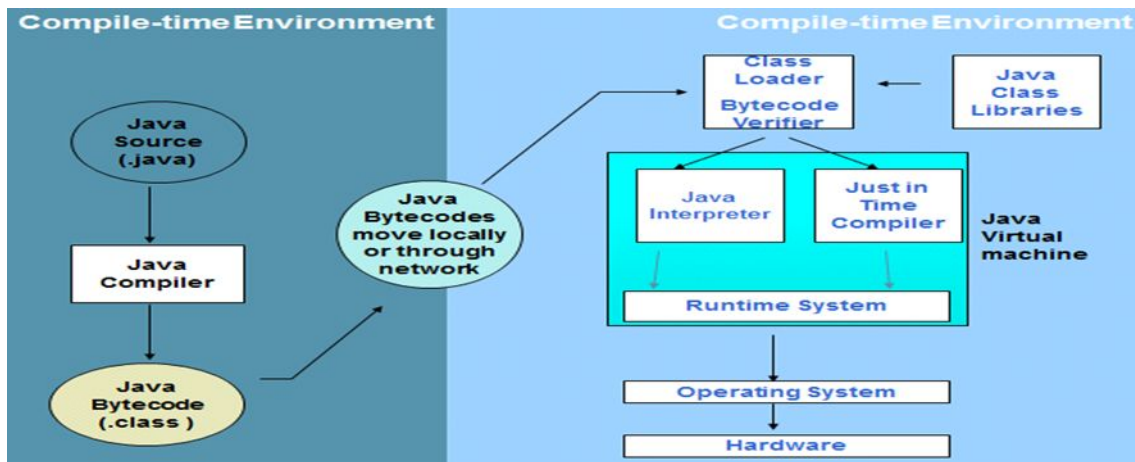 Compile-time Environment
Java
Source
(.java)
Java
Compiler
Java
Bytecode
(.class )
Java
Bytecodes
move locally
or through
network
Compile-time Environment
Class
Loader
Bytecode
Verifier
Java
Class
Libraries
Java
Interpreter
Just in
Time
Compiler
Java
Virtual
machine
Runtime System
Operating System
Hardware